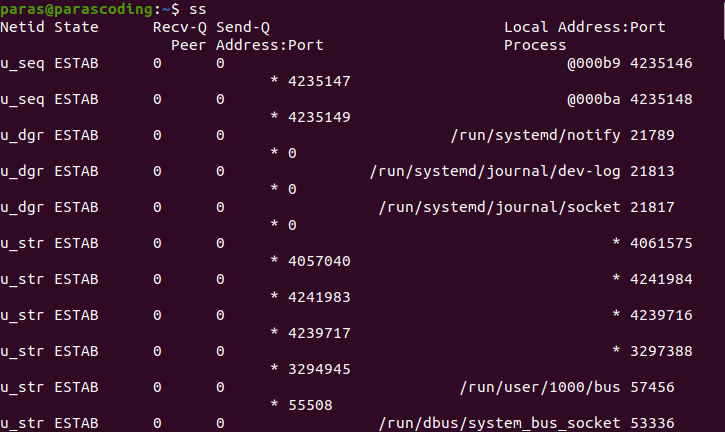 paras@parascoding:~$ ss
Netid State      Recv-Q Send-Q                          Local Address:Port
                   Peer Address:Port                    Process
u_seq ESTAB      0      0                                      @000b9 4235146
                              * 4235147
u_seq ESTAB      0      0                                      @000ba 4235148
                              * 4235149
u_dgr ESTAB      0      0                         /run/systemd/notify 21789
                              * 0
u_dgr ESTAB      0      0                /run/systemd/journal/dev-log 21813
                              * 0
u_dgr ESTAB      0      0                 /run/systemd/journal/socket 21817
                              * 0
u_str ESTAB      0      0                                           * 4061575
                              * 4057040
u_str ESTAB      0      0                                           * 4241984
                              * 4241983
u_str ESTAB      0      0                                           * 4239716
                              * 4239717
u_str ESTAB      0      0                                           * 3297388
                              * 3294945
u_str ESTAB      0      0                          /run/user/1000/bus 57456
                              * 55508
u_str ESTAB      0      0                 /run/dbus/system_bus_socket 53336